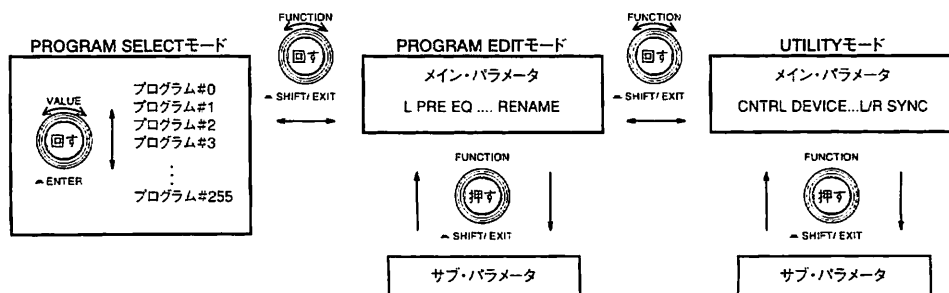 PROGRAM SELECTモード
VALUE
回す
ENTER
プログラム#0
プログラム#1
プログラム#2
プログラム#3
プログラム#255
FUNCTION
回す
SHIFT/ EXIT
PROGRAM EDITモード
メイン・パラメータ
L PRE EQ .... RENAME
FUNCTION
押す
SHIFT/ EXIT
サブ・パラメータ
FUNCTION
回す
SHIFT/ EXIT
UTILITYモード
メイン・パラメータ
CNTRL DEVICE...L/R SYNC
FUNCTION
押す
SHIFT/ EXIT
サブ・パラメータ